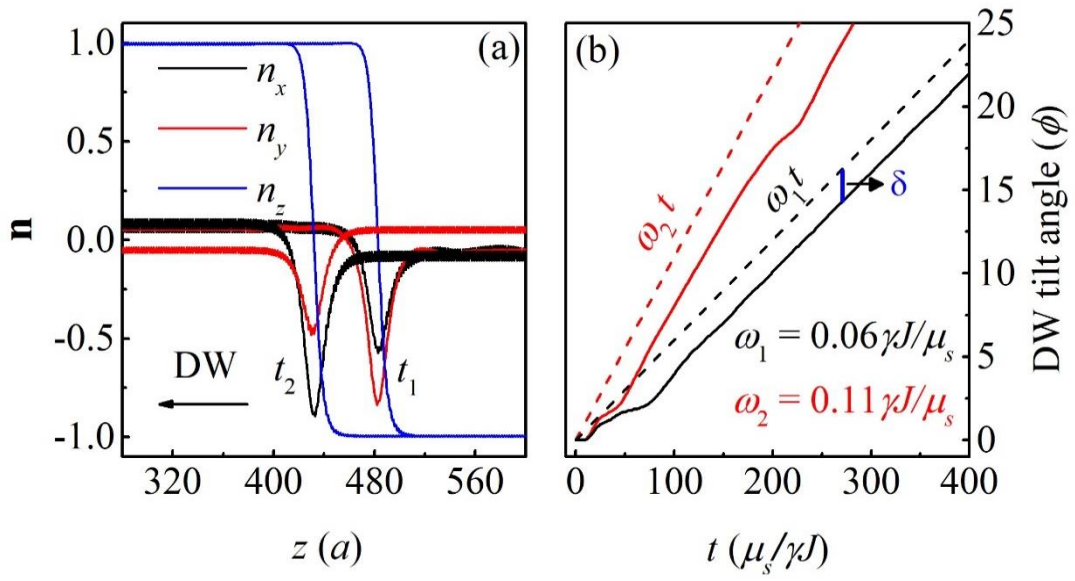 (a)
1.0
0.5
0.0
-0.5
-1.0
n
n_x
n_y
n_z
DW
t_2
t_1
320 400 480 560
z (a)
(b)
ω_2 t
ω_1 t
δ
ω_1 = 0.06γJ/μ_s
ω_2 = 0.11γJ/μ_s
0 100 200 300 400
t (μ_s/γJ)
25
20
15
10
5
0
DW tilt angle (ϕ)